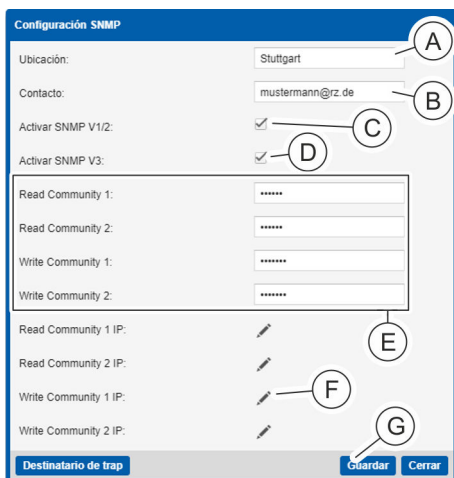 Configuración SNMP
A
Ubicación: Stuttgart
Contacto: mustermann@rz.de
B
Activar SNMP V1/2:
C
Activar SNMP V3:
D
Read Community 1: ••••••
Read Community 2: ••••••
Write Community 1: •••••••
Write Community 2: •••••••
E
Read Community 1 IP:
Read Community 2 IP:
Write Community 1 IP:
F
Write Community 2 IP:
G
Destinatario de trap Guardar Cerrar